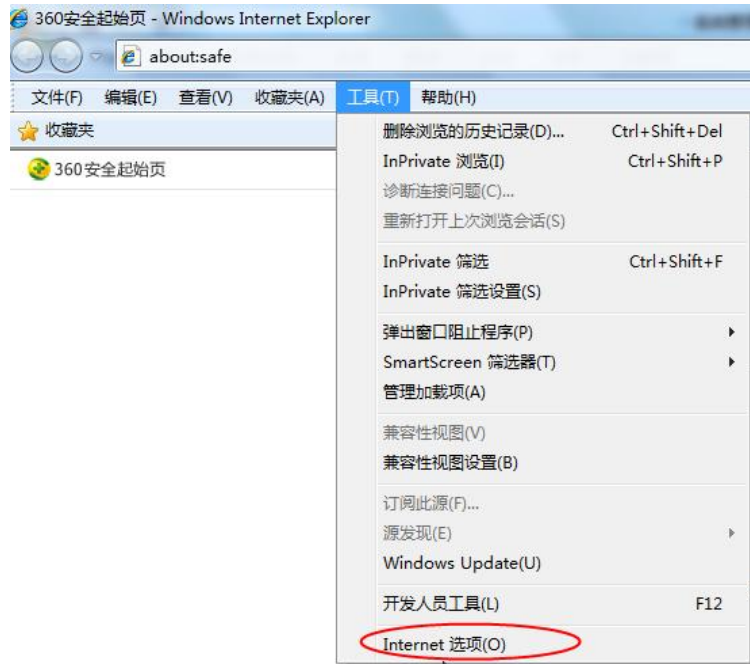 360安全起始页 - Windows Internet Explorer
about:safe
文件(F) 编辑(E) 查看(V) 收藏夹(A) 工具(T) 帮助(H)
收藏夹
360安全起始页
删除浏览的历史记录(D)... Ctrl+Shift+Del
InPrivate 浏览(I) Ctrl+Shift+P
诊断连接问题(C)...
重新打开上次浏览会话(S)
InPrivate 筛选 Ctrl+Shift+F
InPrivate 筛选设置(S)
弹出窗口阻止程序(P)
SmartScreen 筛选器(T)
管理加载项(A)
兼容性视图(V)
兼容性视图设置(B)
订阅此源(F)...
源发现(E)
Windows Update(U)
开发人员工具(L) F12
Internet 选项(O)